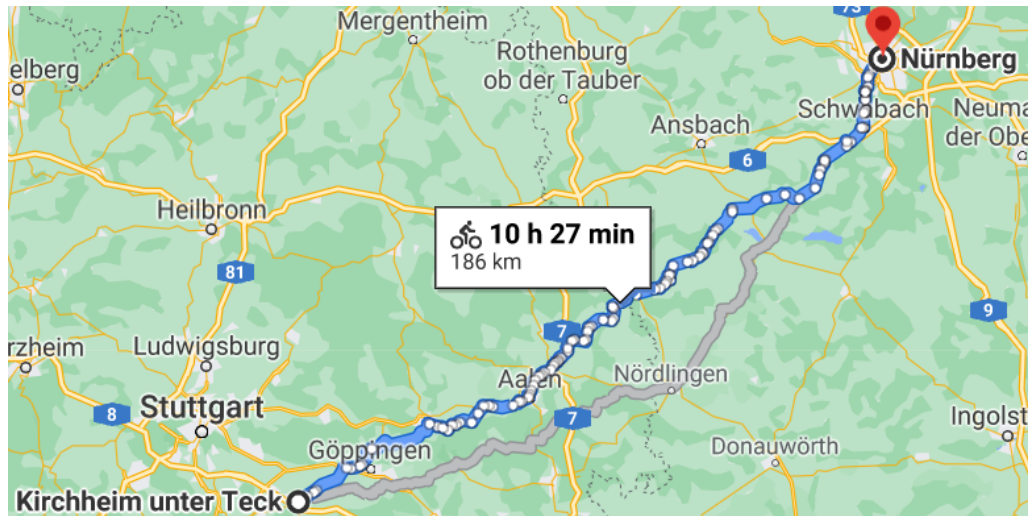 73
Mergentheim
Nürnberg
Rothenburg
ob der Tauber
elberg
Schwabach
Neuma
der Obe
Ansbach
6
Heilbronn
10 h 27 min
186 km
81
9
7
rzheim
Ludwigsburg
Aalen
Nördlingen
8
Stuttgart
7
Ingolst
Göppingen
Donauwörth
Kirchheim unter Teck